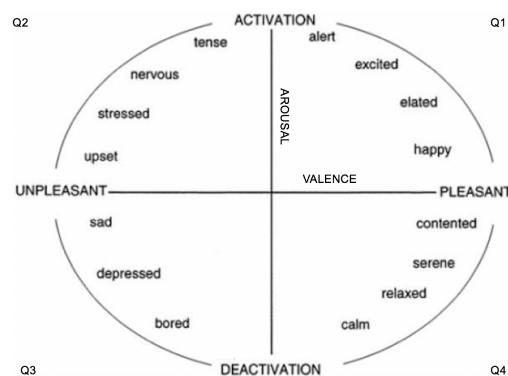 Q2
ACTIVATION
Q1
tense
alert
nervous
excited
stressed
AROUSAL
elated
upset
happy
VALENCE
UNPLEASANT
PLEASANT
sad
contented
depressed
serene
relaxed
bored
calm
Q3
DEACTIVATION
Q4